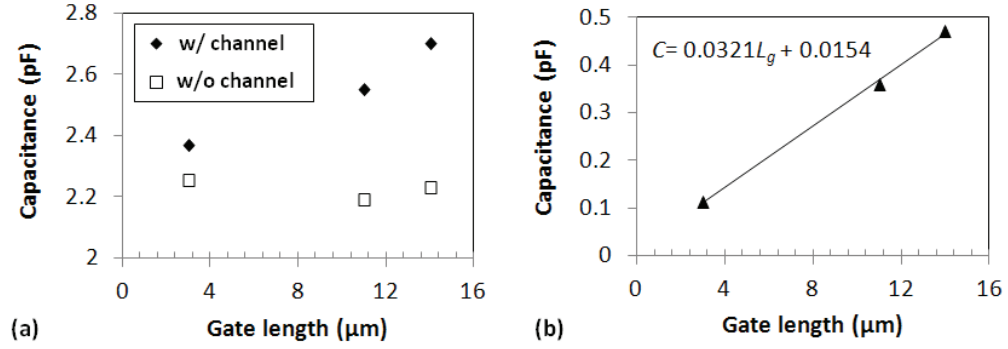 2.8
2.6
2.4
2.2
2
0
4
8
12
16
Capacitance (pF)
w/ channel
w/o channel
Gate length (μm)
(a)
0.5
0.4
0.3
0.2
0.1
0
0
4
8
12
16
Capacitance (pF)
C= 0.0321Lg + 0.0154
Gate length (μm)
(b)